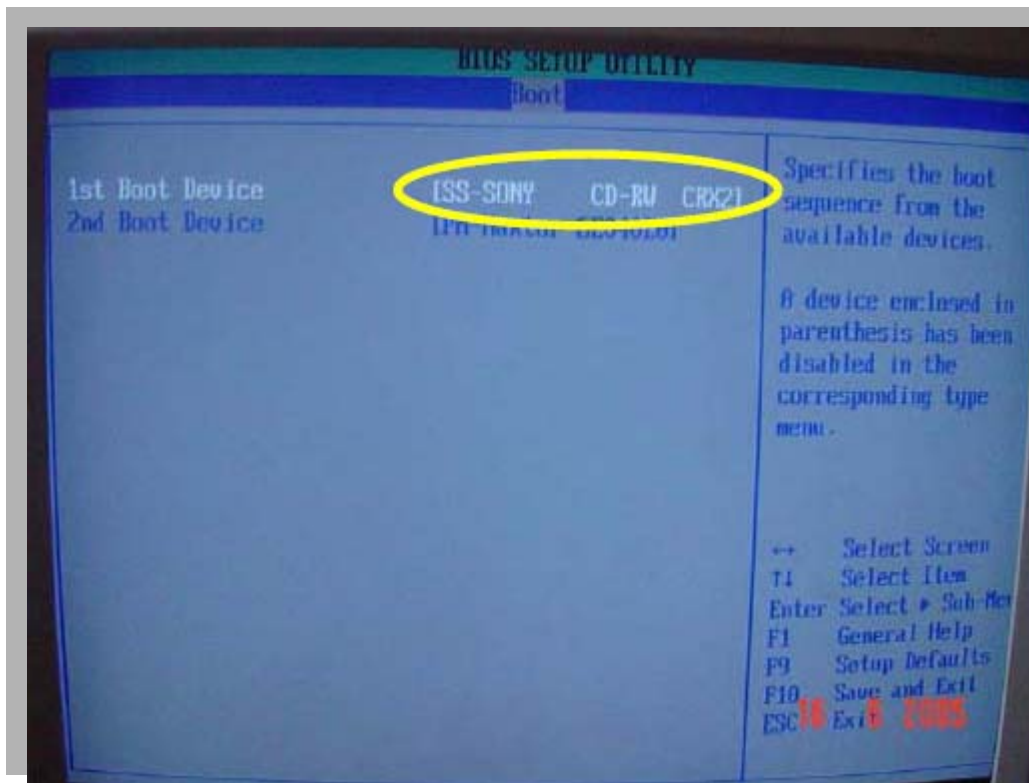 BIOS SETUP UTILITY
Boot
1st Boot Device [SS-SONY CD-RW CRX2]
2nd Boot Device [PM-Maxtor
Specifies the boot
sequence from the
available devices.
A device enclosed in
parenthesis has been
disabled in the
corresponding type
menu.
↔ Select Screen
↑↓ Select Item
Enter Select ▶ Sub-Men
F1 General Help
F9 Setup Defaults
F10 Save and Exit
ESC Exit
2005